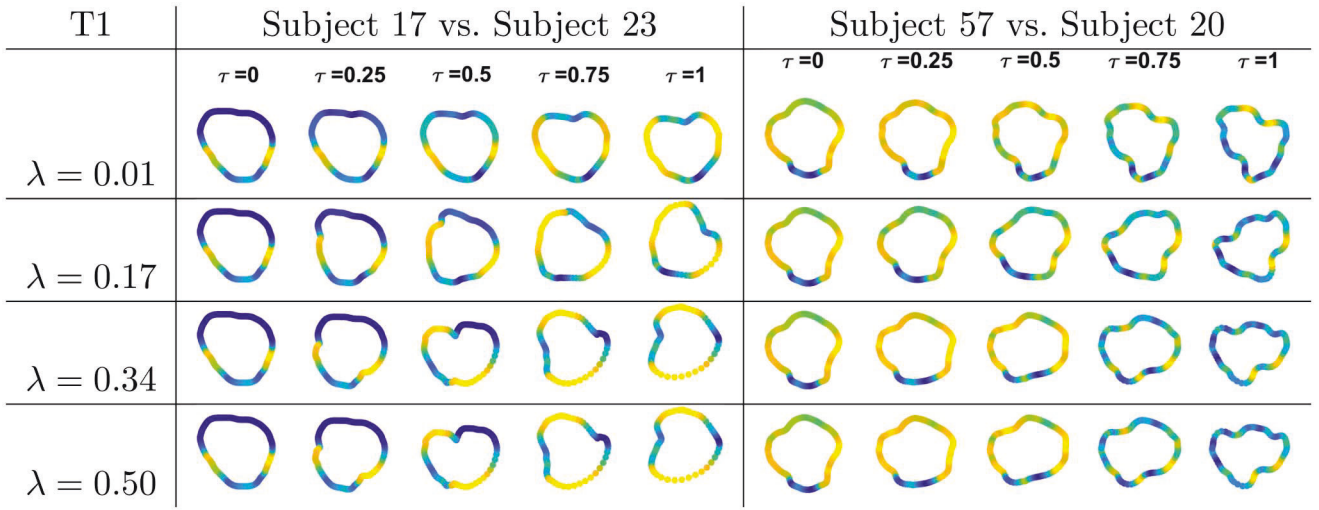 T1 Subject 17 vs. Subject 23 Subject 57 vs. Subject 20
τ =0 τ =0.25 τ =0.5 τ =0.75 τ =1 τ =0 τ =0.25 τ =0.5 τ =0.75 τ =1
λ = 0.01
λ = 0.17
λ = 0.34
λ = 0.50